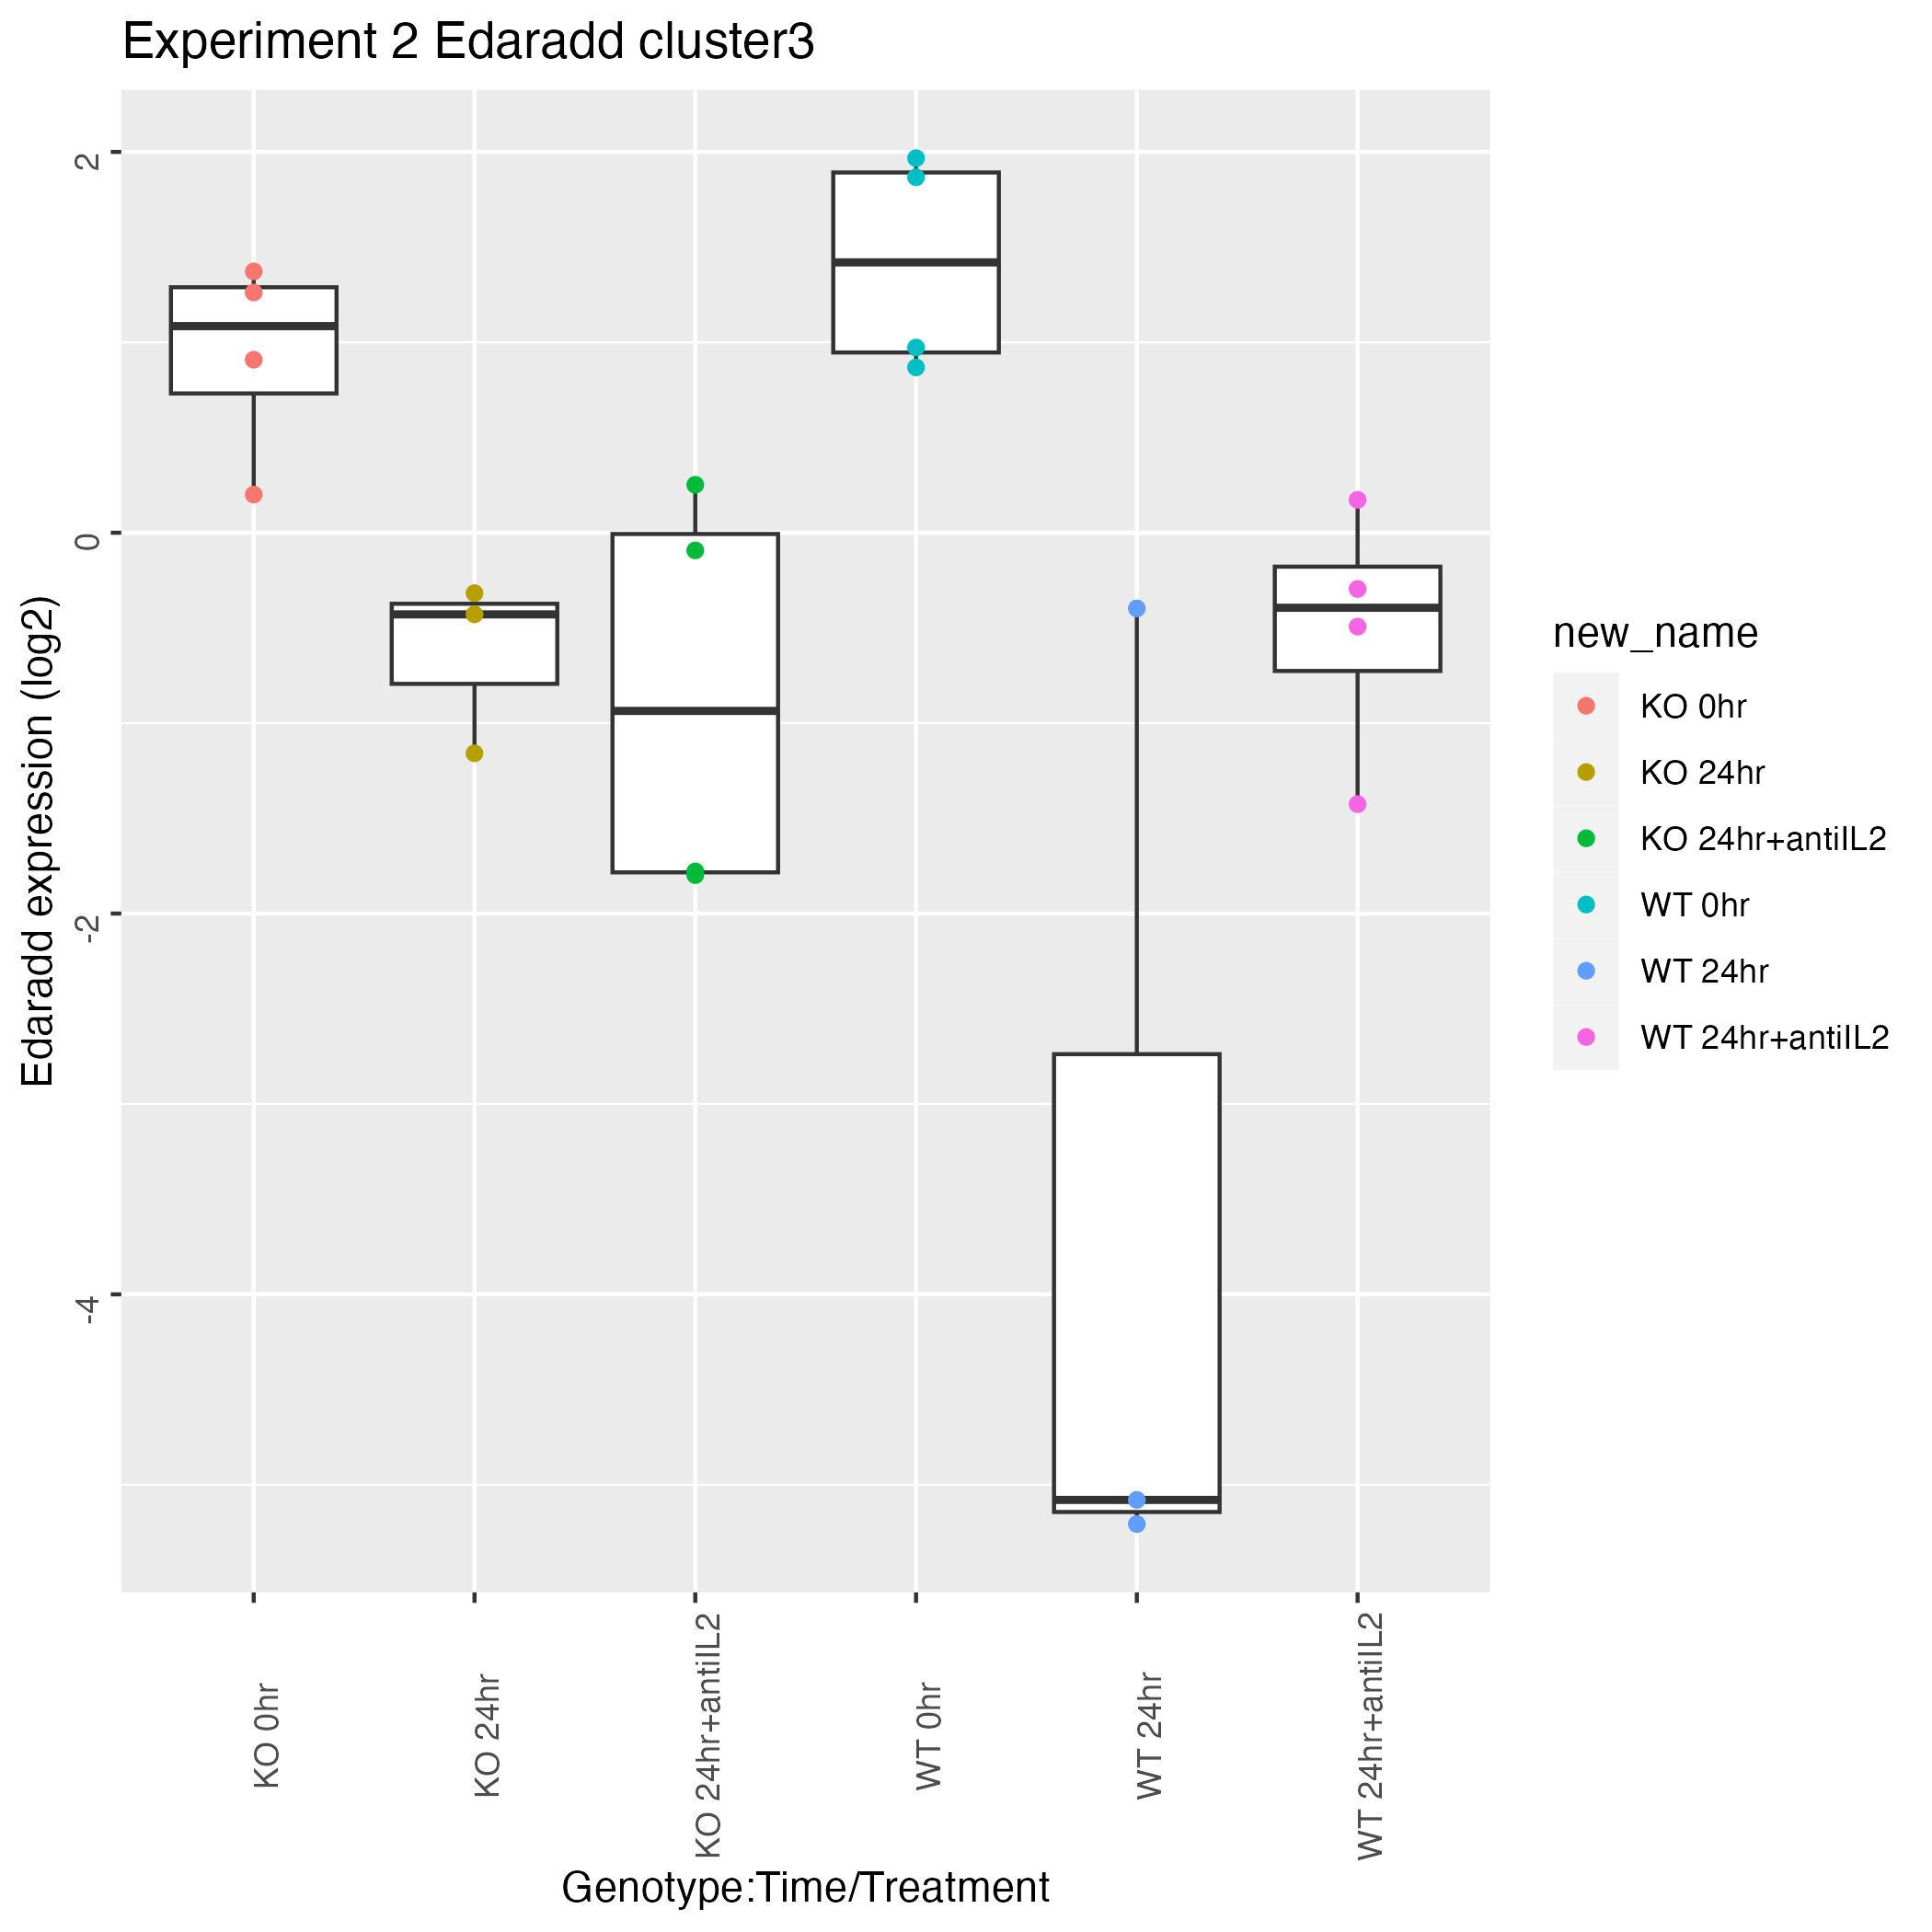 Experiment 2 Edaradd cluster3
Edaradd expression (log2)
2
0
-2
-4
KO 0hr
KO 24hr
KO 24hr+antiIL2
WT 0hr
WT 24hr
WT 24hr+antiIL2
Genotype:Time/Treatment
new_name
KO 0hr
KO 24hr
KO 24hr+antiIL2
WT 0hr
WT 24hr
WT 24hr+antiIL2